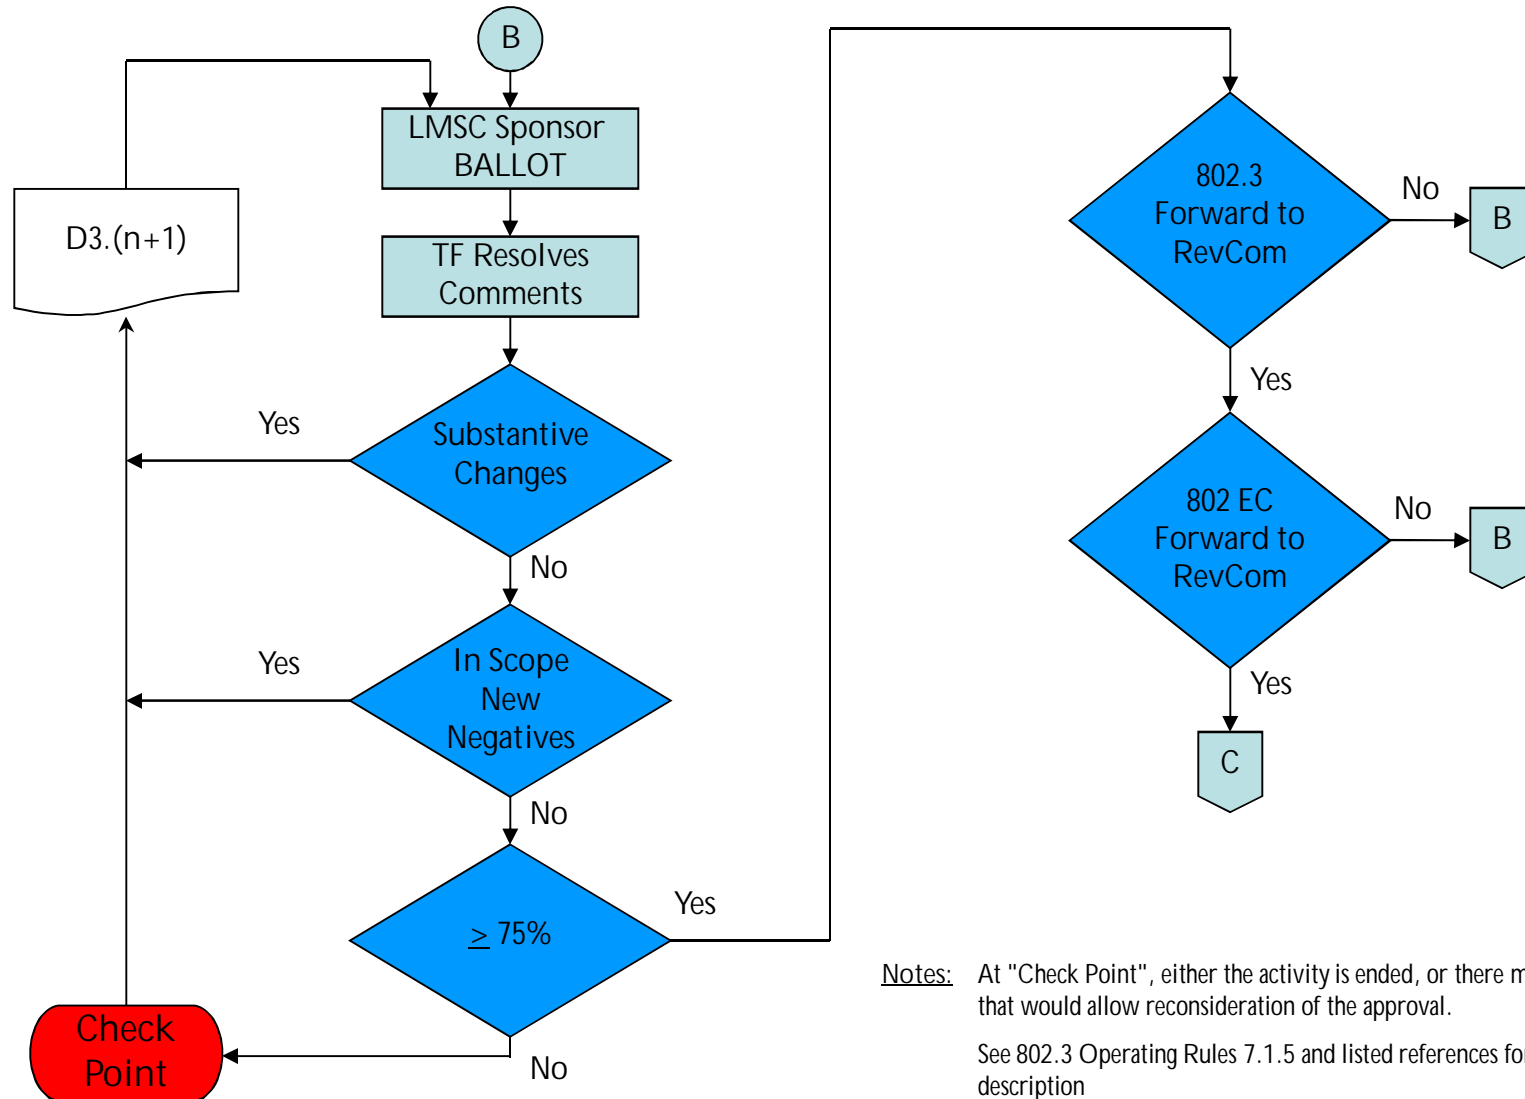 B
LMSC Sponsor
BALLOT
D3.(n+1)
TF Resolves
Comments
Yes
Substantive
Changes
No
Yes
In Scope
New
Negatives
No
≥ 75%
Yes
Check
Point
No
802.3
Forward to
RevCom
No
B
Yes
802 EC
Forward to
RevCom
No
B
Yes
C
Notes: At "Check Point", either the activity is ended, or there
that would allow reconsideration of the approval.
See 802.3 Operating Rules 7.1.5 and listed references
description